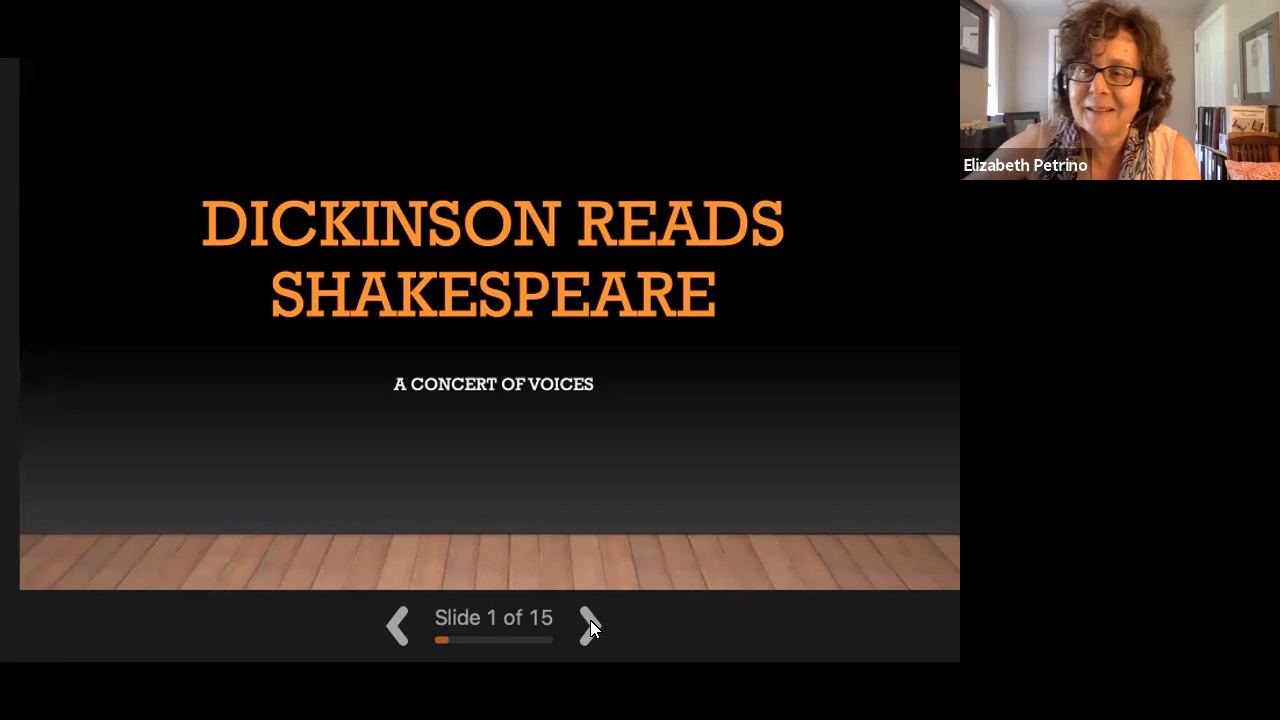 DICKINSON READS
SHAKESPEARE
A CONCERT OF VOICES
Slide 1 of 15
Elizabeth Petrino